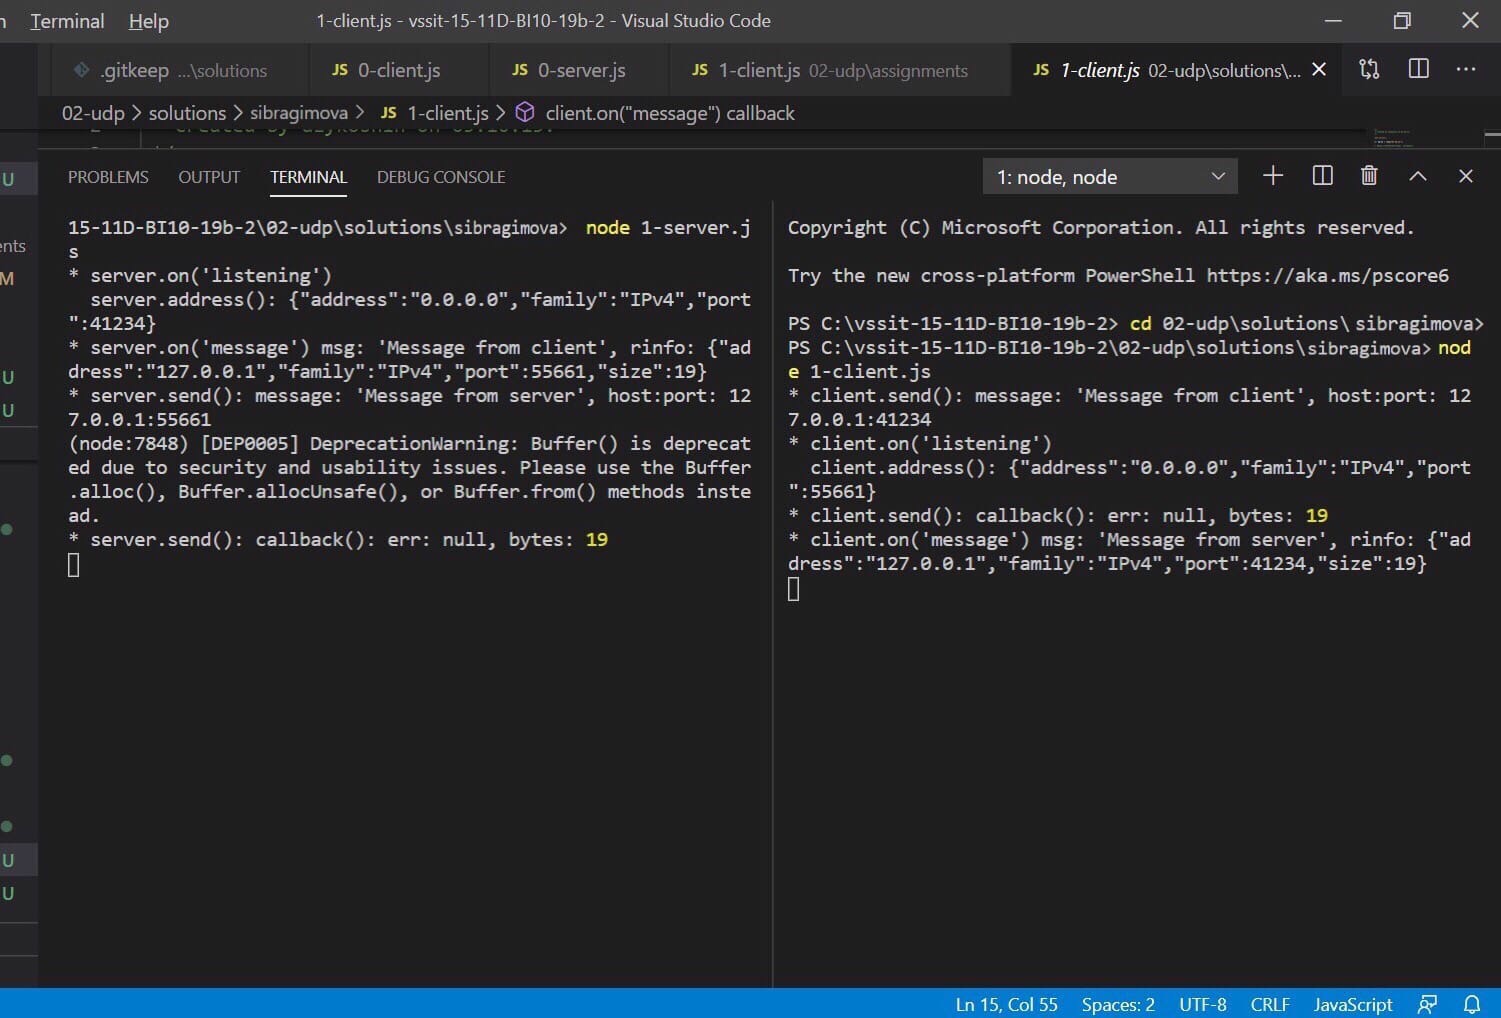 Terminal Help 1-client.js - vssit-15-11D-BI10-19b-2 - Visual Studio Code
.gitkeep ...\solutions JS 0-client.js JS 0-server.js JS 1-client.js 02-udp\assignments JS 1-client.js 02-udp\solutions\...
02-udp > solutions > sibragimova > JS 1-client.js > client.on("message") callback
PROBLEMS OUTPUT TERMINAL DEBUG CONSOLE 1: node, node
15-11D-BI10-19b-2\02-udp\solutions\sibragimova> node 1-server.j
s
* server.on('listening')
server.address(): {"address":"0.0.0.0","family":"IPv4","port
":41234}
* server.on('message') msg: 'Message from client', rinfo: {"ad
dress":"127.0.0.1","family":"IPv4","port":55661,"size":19}
* server.send(): message: 'Message from server', host:port: 12
7.0.0.1:55661
(node:7848) [DEP0005] DeprecationWarning: Buffer() is deprecat
ed due to security and usability issues. Please use the Buffer
.alloc(), Buffer.allocUnsafe(), or Buffer.from() methods inste
ad.
* server.send(): callback(): err: null, bytes: 19
Copyright (C) Microsoft Corporation. All rights reserved.
Try the new cross-platform PowerShell https://aka.ms/pscore6
PS C:\vssit-15-11D-BI10-19b-2> cd 02-udp\solutions\ sibragimova>
PS C:\vssit-15-11D-BI10-19b-2\02-udp\solutions\sibragimova> nod
e 1-client.js
* client.send(): message: 'Message from client', host:port: 12
7.0.0.1:41234
* client.on('listening')
client.address(): {"address":"0.0.0.0","family":"IPv4","port
":55661}
* client.send(): callback(): err: null, bytes: 19
* client.on('message') msg: 'Message from server', rinfo: {"ad
dress":"127.0.0.1","family":"IPv4","port":41234,"size":19}
U
ents
M
U
U
U
U
Ln 15, Col 55 Spaces: 2 UTF-8 CRLF JavaScript